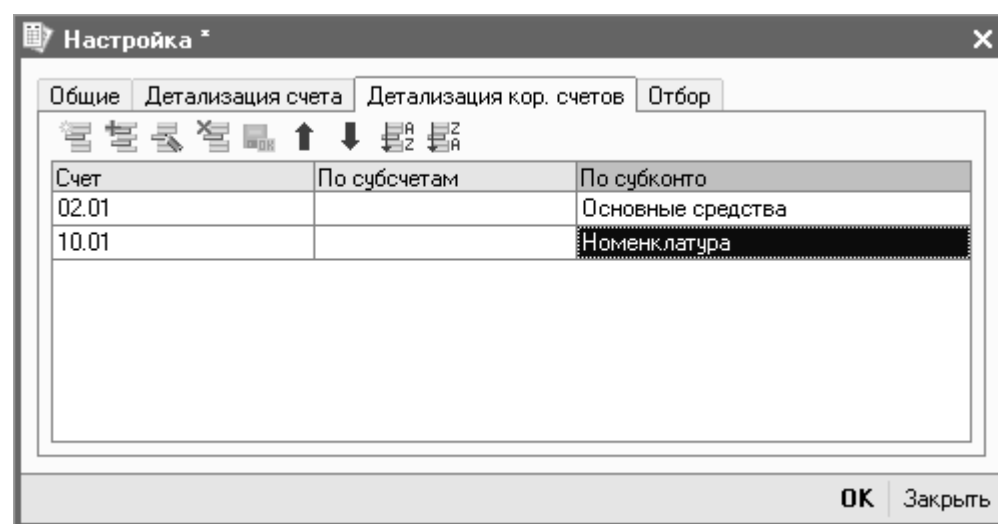 Настройка *
Общие Детализация счета Детализация кор. счетов Отбор
Счет По субсчетам По субконто
02.01 Основные средства
10.01 Номенклатура
OK Закрыть